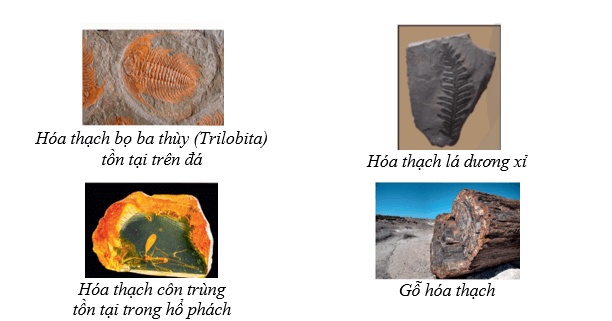 Hóa thạch bọ ba thùy (Trilobita)
tồn tại trên đá
Hóa thạch lá dương xỉ
Hóa thạch côn trùng
tồn tại trong hổ phách
Gỗ hóa thạch